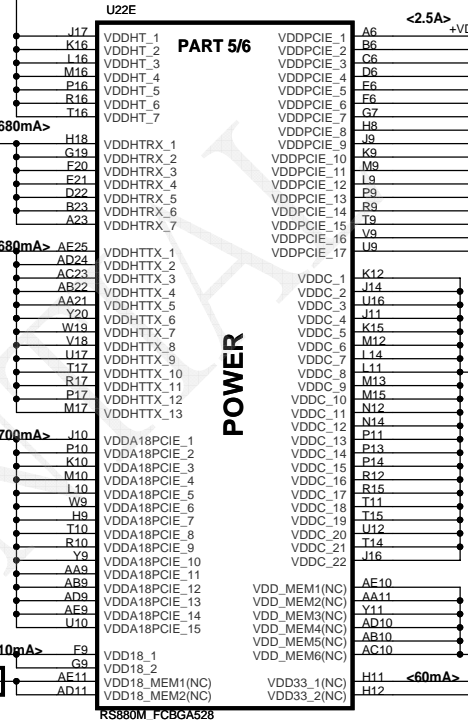 U22E
PART 5/6
<2.5A>
+VD
J17 VDDHT_1
K16 VDDHT_2
L16 VDDHT_3
M16 VDDHT_4
P16 VDDHT_5
R16 VDDHT_6
T16 VDDHT_7
680mA>
H18 VDDHTRX_1
G19 VDDHTRX_2
F20 VDDHTRX_3
E21 VDDHTRX_4
D22 VDDHTRX_5
B23 VDDHTRX_6
A23 VDDHTRX_7
680mA>
AE25 VDDHTTX_1
AD24 VDDHTTX_2
AC23 VDDHTTX_3
AB22 VDDHTTX_4
AA21 VDDHTTX_5
Y20 VDDHTTX_6
W19 VDDHTTX_7
V18 VDDHTTX_8
U17 VDDHTTX_9
T17 VDDHTTX_10
R17 VDDHTTX_11
P17 VDDHTTX_12
M17 VDDHTTX_13
700mA>
J10 VDDA18PCIE_1
P10 VDDA18PCIE_2
K10 VDDA18PCIE_3
M10 VDDA18PCIE_4
L10 VDDA18PCIE_5
W9 VDDA18PCIE_6
H9 VDDA18PCIE_7
T10 VDDA18PCIE_8
R10 VDDA18PCIE_9
Y9 VDDA18PCIE_10
AA9 VDDA18PCIE_11
AB9 VDDA18PCIE_12
AD9 VDDA18PCIE_13
AE9 VDDA18PCIE_14
U10 VDDA18PCIE_15
10mA>
F9 VDD18_1
G9 VDD18_2
AE11 VDD18_MEM1(NC)
AD11 VDD18_MEM2(NC)
POWER
VDDPCIE_1 A6
VDDPCIE_2 B6
VDDPCIE_3 C6
VDDPCIE_4 D6
VDDPCIE_5 E6
VDDPCIE_6 F6
VDDPCIE_7 G7
VDDPCIE_8 H8
VDDPCIE_9 J9
VDDPCIE_10 K9
VDDPCIE_11 M9
VDDPCIE_12 L9
VDDPCIE_13 P9
VDDPCIE_14 R9
VDDPCIE_15 T9
VDDPCIE_16 V9
VDDPCIE_17 U9
VDDC_1 K12
VDDC_2 J14
VDDC_3 U16
VDDC_4 J11
VDDC_5 K15
VDDC_6 M12
VDDC_7 L14
VDDC_8 L11
VDDC_9 M13
VDDC_10 M15
VDDC_11 N12
VDDC_12 N14
VDDC_13 P11
VDDC_14 P13
VDDC_15 P14
VDDC_16 R12
VDDC_17 R15
VDDC_18 T11
VDDC_19 T15
VDDC_20 U12
VDDC_21 T14
VDDC_22 J16
VDD_MEM1(NC) AE10
VDD_MEM2(NC) AA11
VDD_MEM3(NC) Y11
VDD_MEM4(NC) AD10
VDD_MEM5(NC) AB10
VDD_MEM6(NC) AC10
VDD33_1(NC) H11 <60mA>
VDD33_2(NC) H12
RS880M_FCBGA528